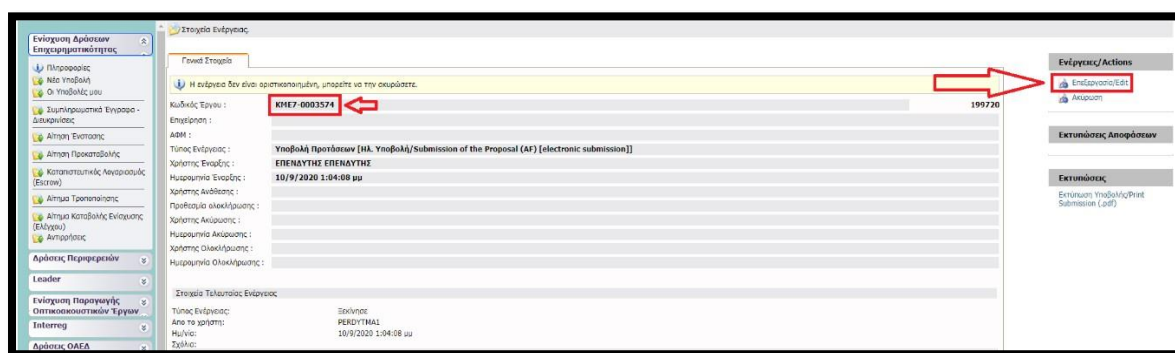 Ενίσχυση Δράσεων
Επιχειρηματικότητας
Πληροφορίες
Νέα Υποβολή
Οι Υποβολές μου
Συμπληρωματικά Έγγραφα -
Διευκρινίσεις
Αίτηση Ένστασης
Αίτηση Προκαταβολής
Καταπιστευτικός Λογαριασμός
(Escrow)
Αίτημα Τροποποίησης
Αίτημα Καταβολής Ενίσχυσης
(Ελέγχου)
Αντιρρήσεις
Δράσεις Περιφερειών
Leader
Ενίσχυση Παραγωγής
Οπτικοακουστικών Έργων
Interreg
Δράσεις ΟΑΕΔ
Στοιχεία Ενέργειας.
Γενικά Στοιχεία
Η ενέργεια δεν είναι οριστικοποιημένη, μπορείτε να την ακυρώσετε.
Κωδικός Έργου : ΚΜΕ7-0003574 199720
Επιχείρηση :
ΑΦΜ :
Τύπος Ενέργειας : Υποβολή Προτάσεων [Ηλ. Υποβολή/Submission of the Proposal (AF) [electronic submission]]
Χρήστης Έναρξης : ΕΠΕΝΔΥΤΗΣ ΕΠΕΝΔΥΤΗΣ
Ημερομηνία Έναρξης : 10/9/2020 1:04:08 μμ
Χρήστης Ανάθεσης :
Προθεσμία ολοκλήρωσης :
Χρήστης Ακύρωσης :
Ημερομηνία Ακύρωσης :
Χρήστης Ολοκλήρωσης :
Ημερομηνία Ολοκλήρωσης :
Στοιχεία Τελευταίας Ενέργειας
Τύπος Ενέργειας: Ξεκίνησε
Απο το χρήστη: PERDYTMA1
Ημ/νία: 10/9/2020 1:04:08 μμ
Σχόλια:
Ενέργειες/Actions
Επεξεργασία/Edit
Ακύρωση
Εκτυπώσεις Αποφάσεων
Εκτυπώσεις
Εκτύπωση Υποβολής/Print
Submission (.pdf)